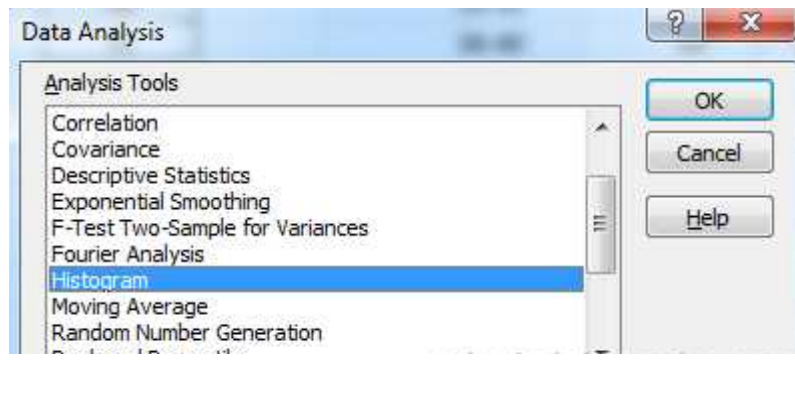 Data Analysis
Analysis Tools
Correlation
Covariance
Descriptive Statistics
Exponential Smoothing
F-Test Two-Sample for Variances
Fourier Analysis
Histogram
Moving Average
Random Number Generation
OK
Cancel
Help